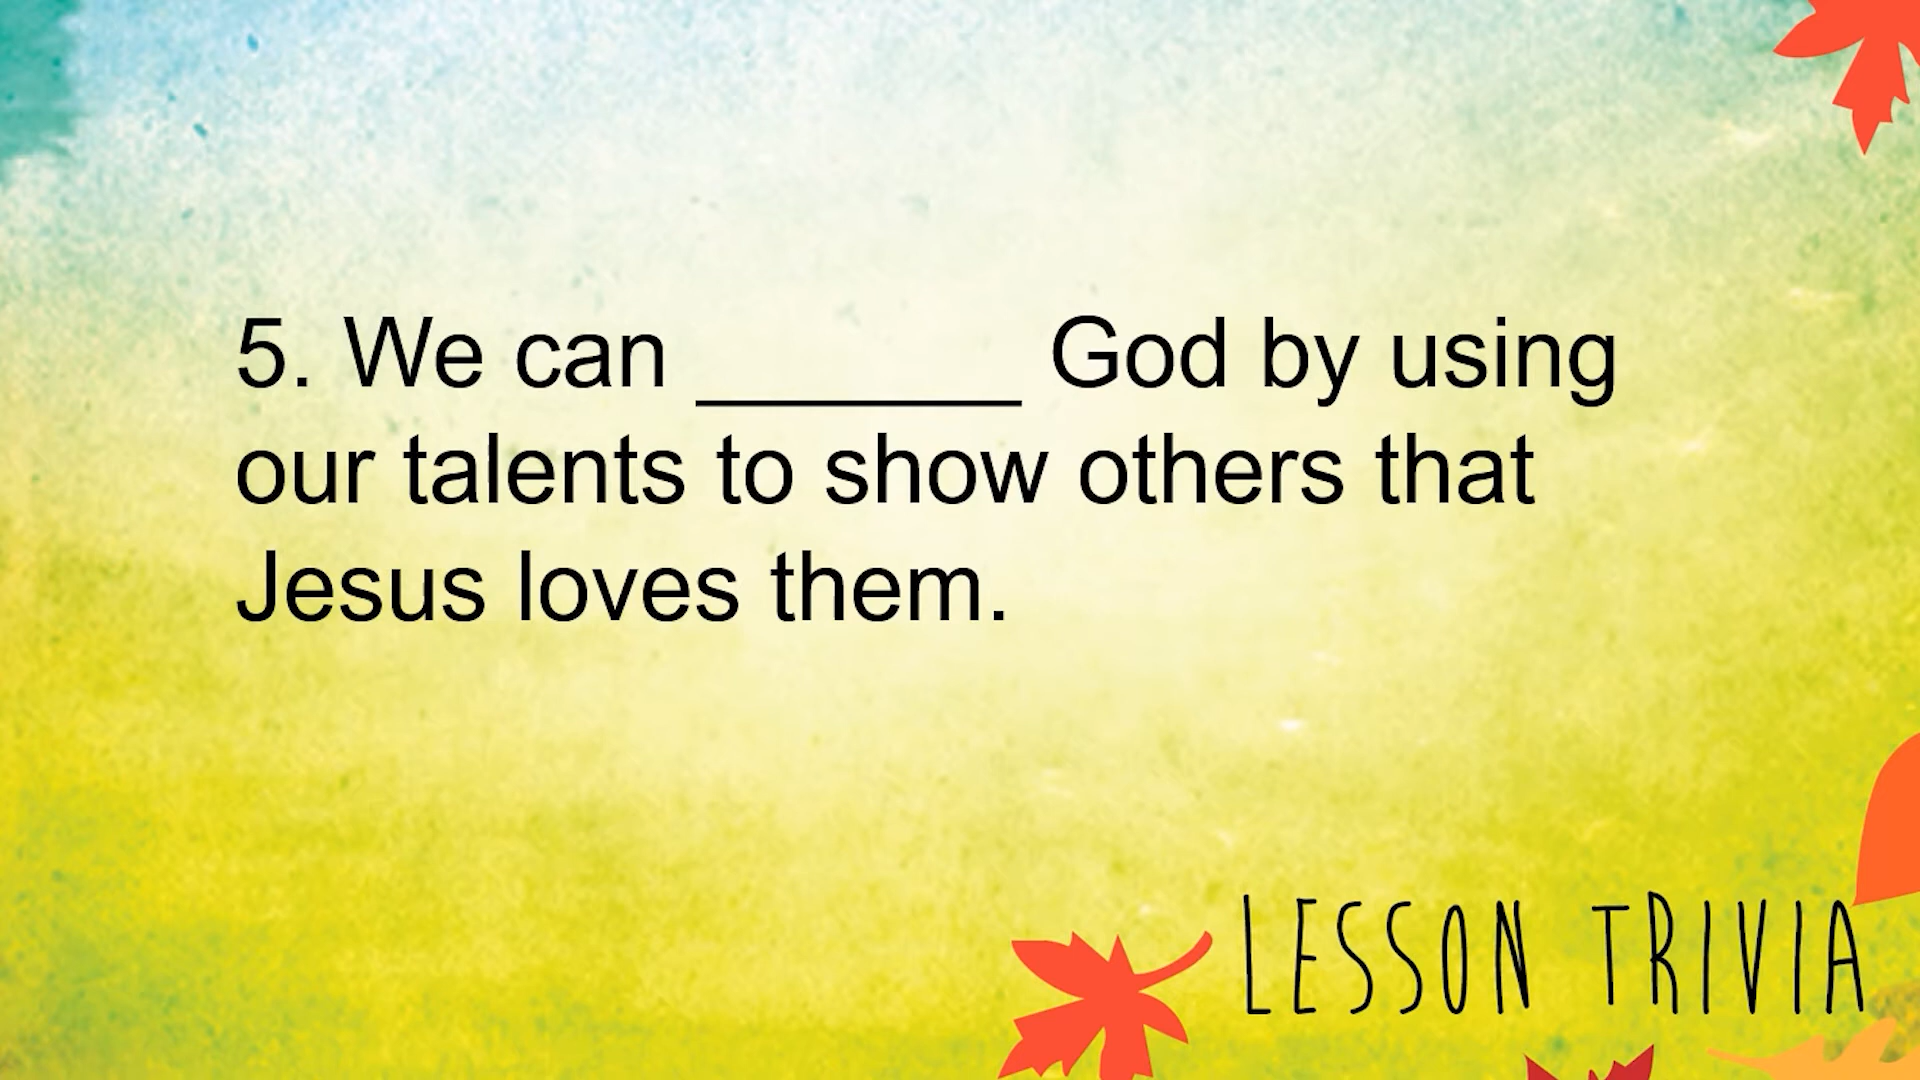 5. We can _______ God by using
our talents to show others that
Jesus loves them.
LESSON TRIVIA